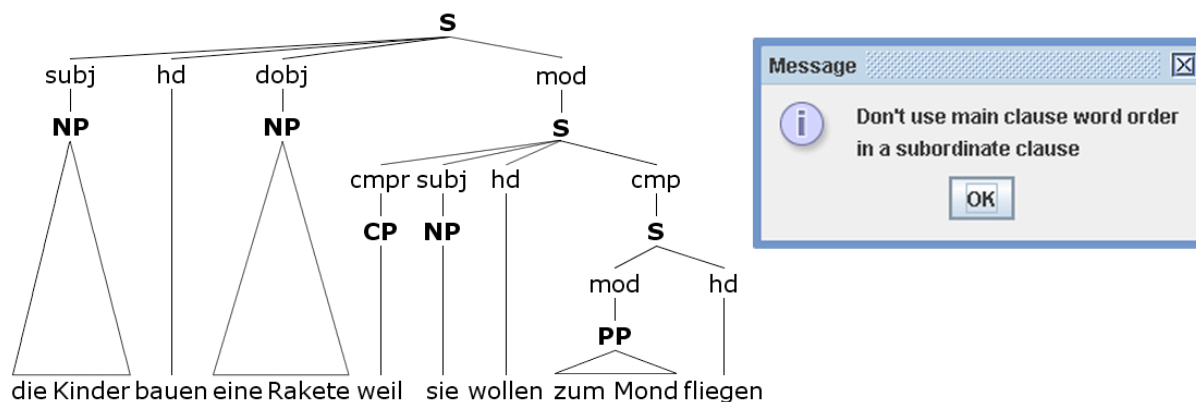 S
subj hd dobj mod
NP NP S
cmpr subj hd cmp
CP NP S
mod hd
PP
die Kinder bauen eine Rakete weil sie wollen zum Mond fliegen
Message
Don't use main clause word order
in a subordinate clause
OK